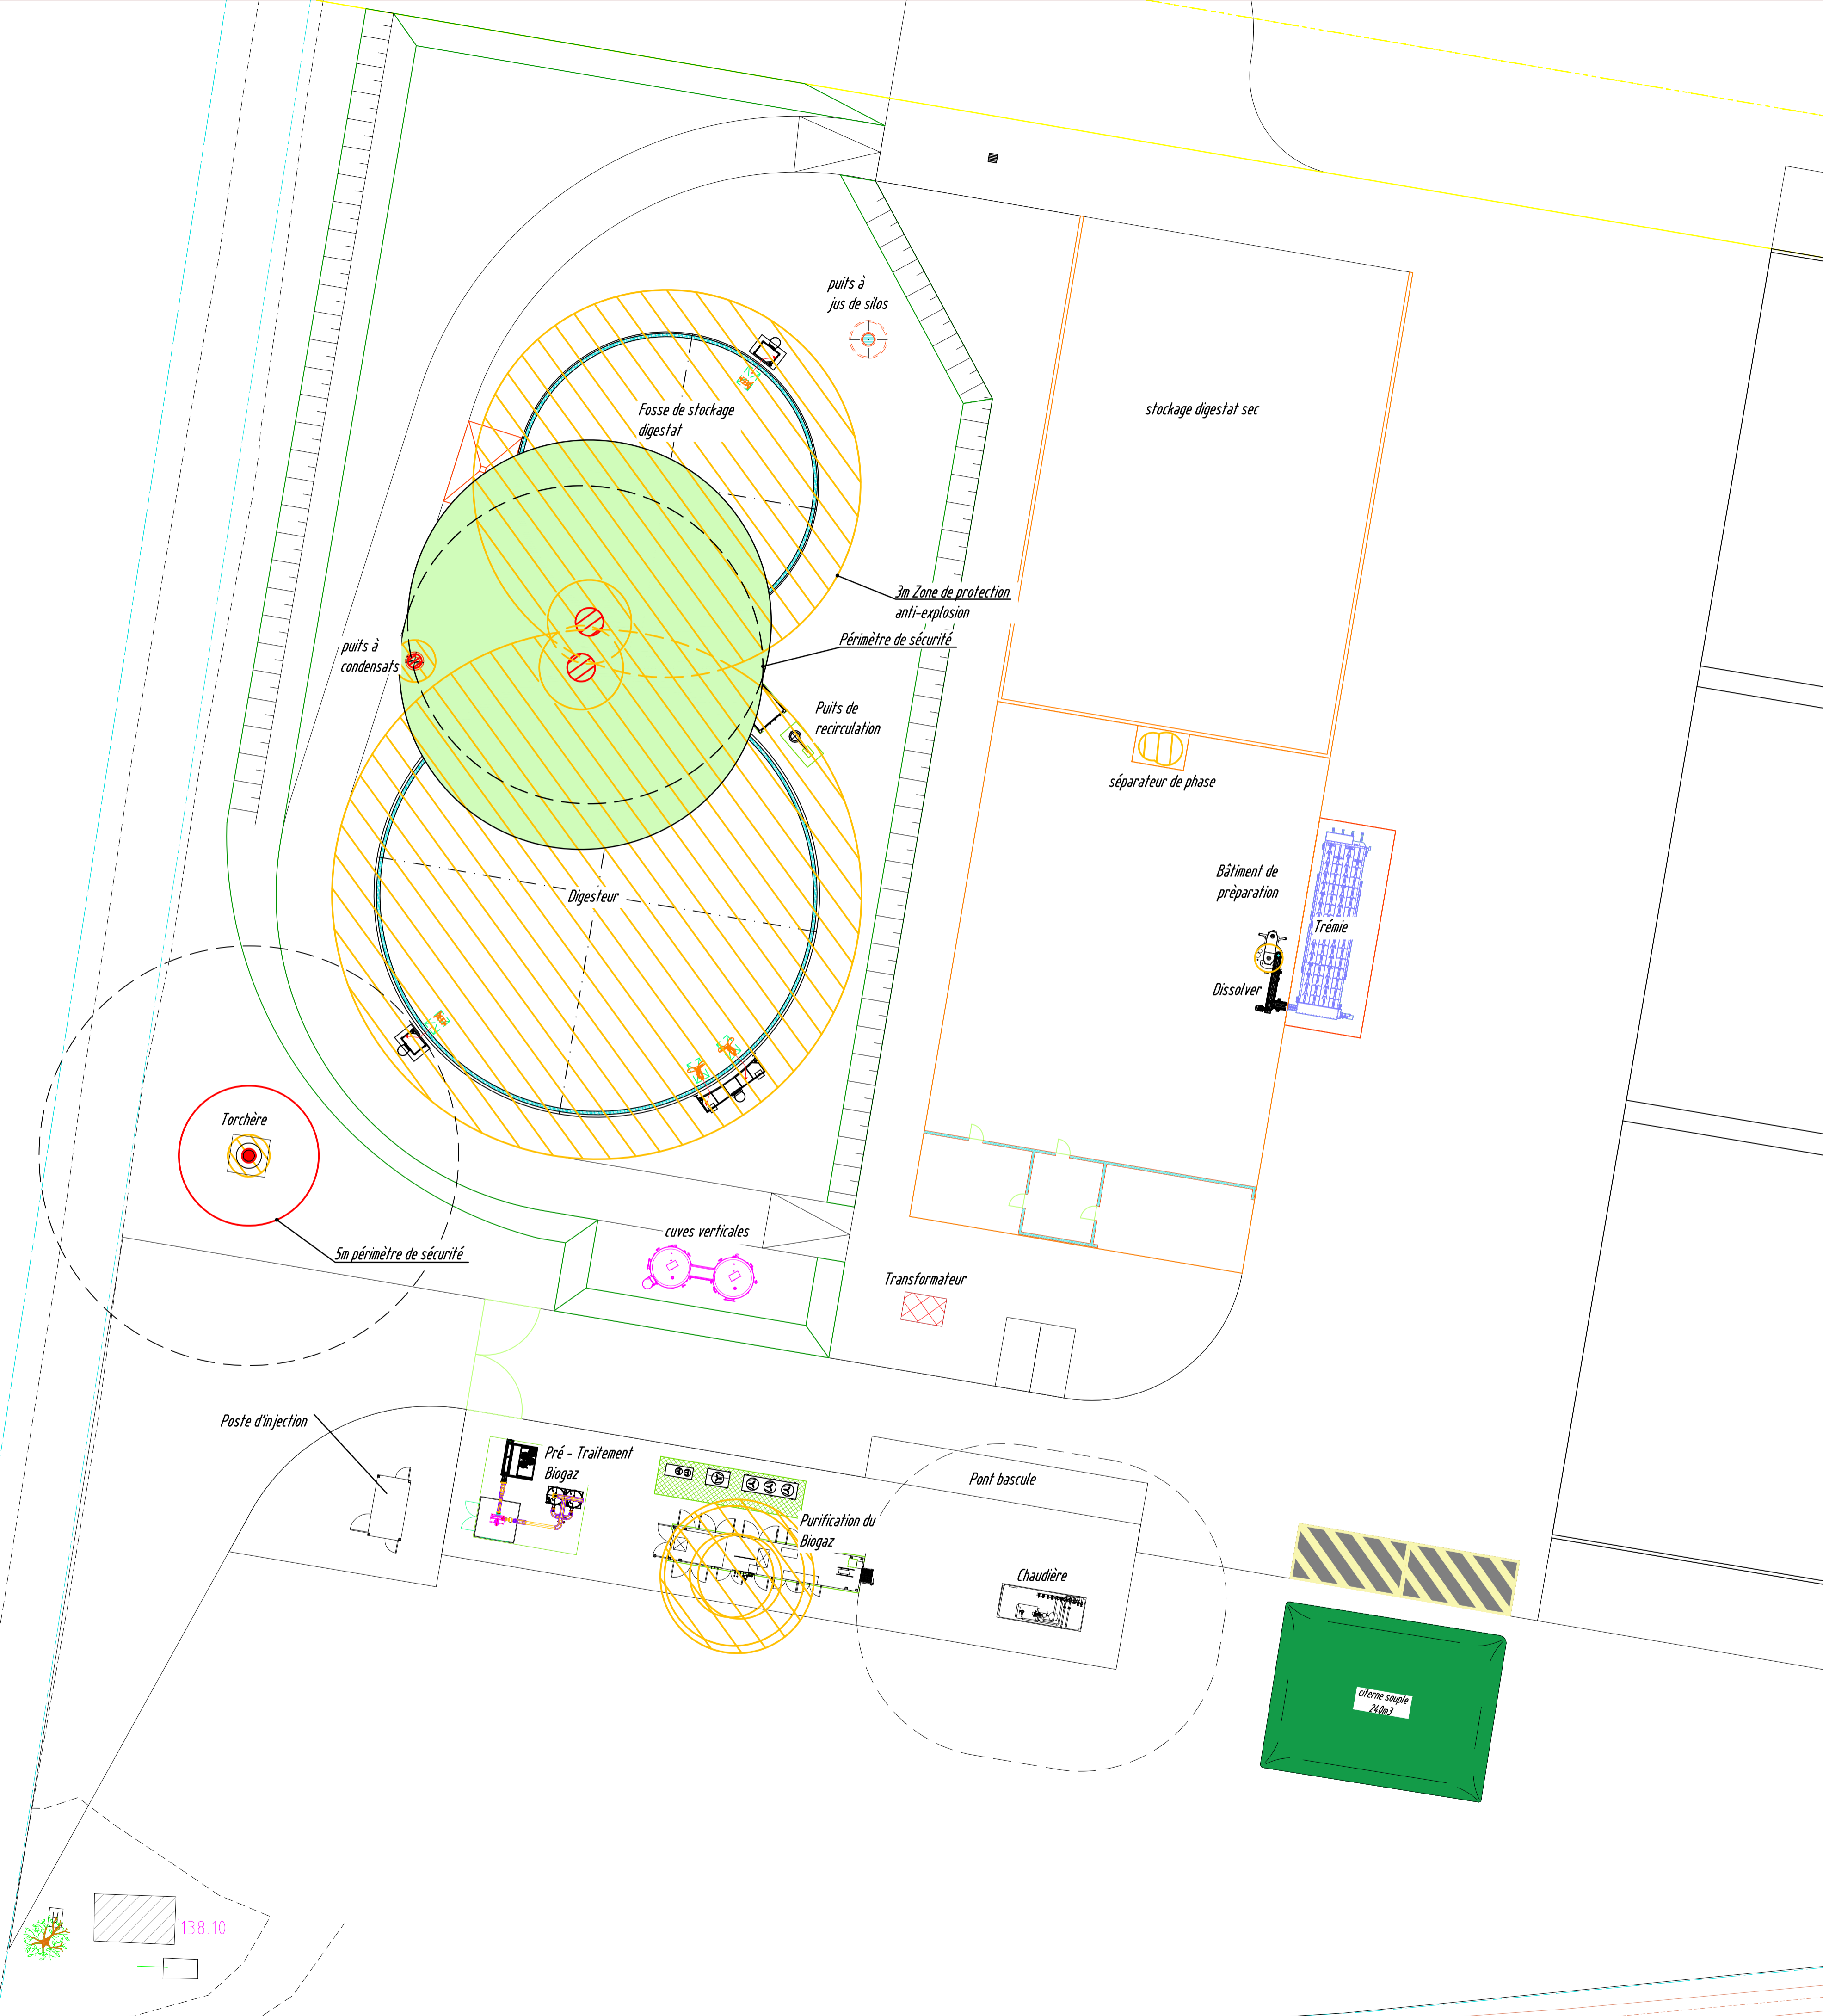 puits à
jus de silos
Fosse de stockage
digestat
stockage digestat sec
3m Zone de protection
anti-explosion
Périmètre de sécurité
puits à
condensats
Puits de
recirculation
séparateur de phase
Bâtiment de
prèparation
Trémie
Digesteur
Dissolver
Torchère
5m périmètre de sécurité
cuves verticales
Transformateur
Poste d'injection
Pré - Traitement
Biogaz
Pont bascule
Purification du
Biogaz
Chaudière
citerne souple
240m3
138.10